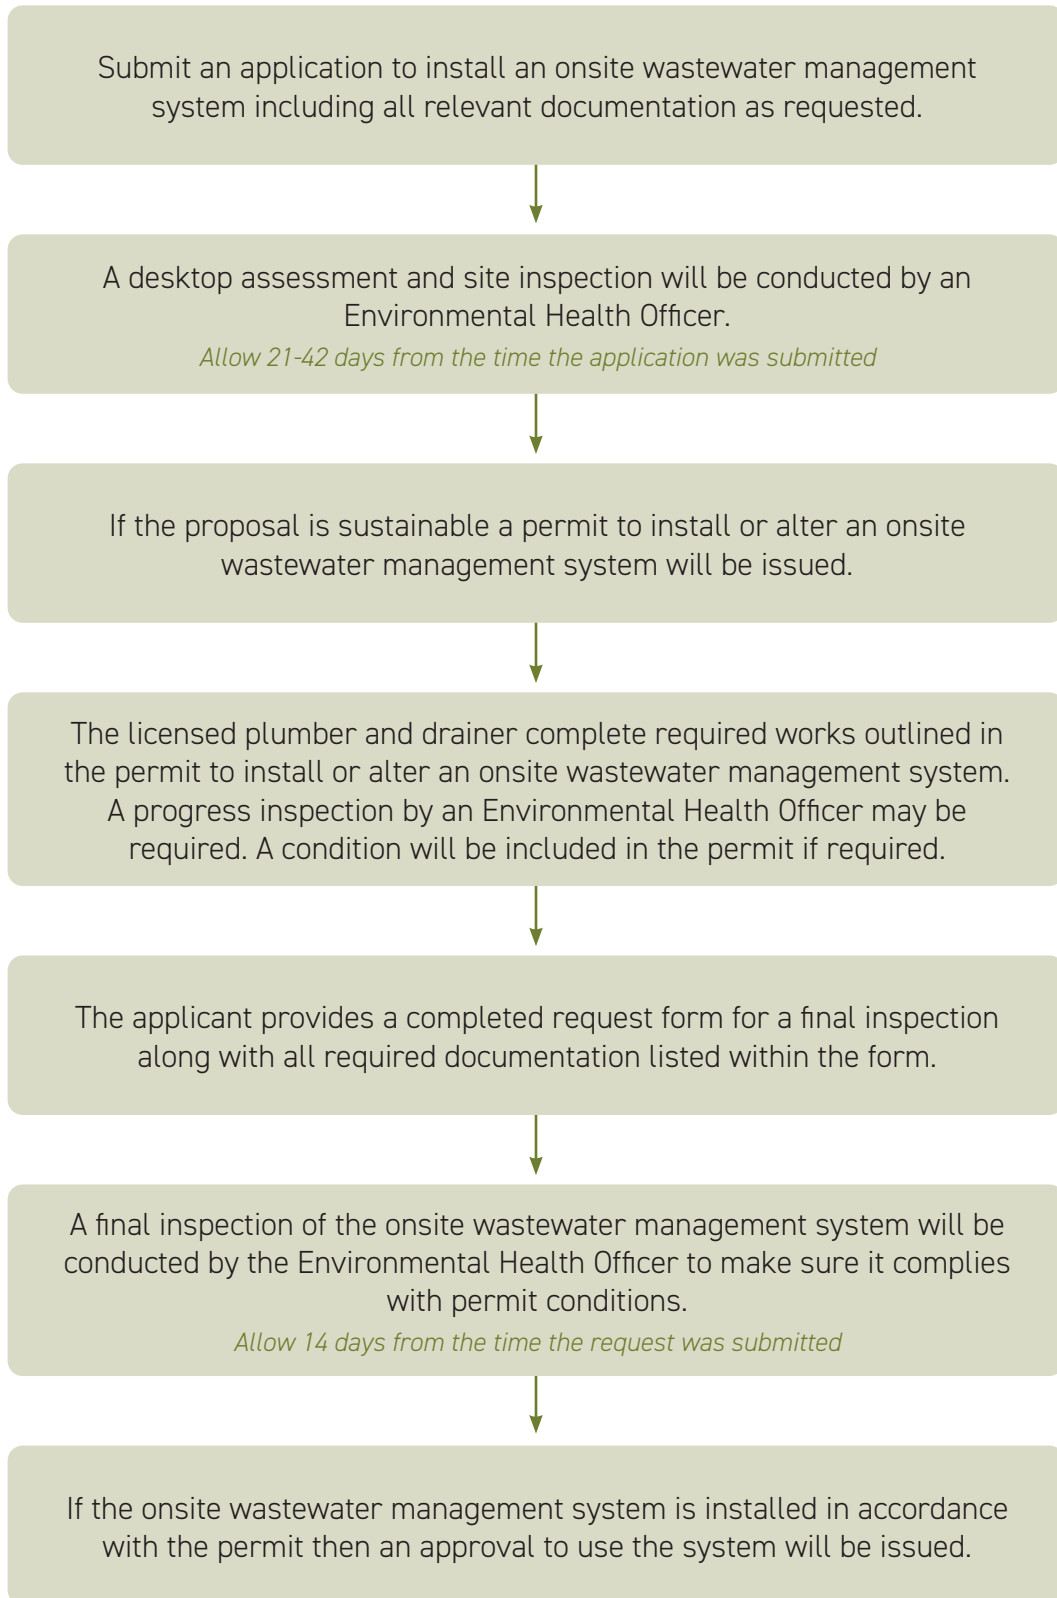 Submit an application to install an onsite wastewater management
system including all relevant documentation as requested.
A desktop assessment and site inspection will be conducted by an
Environmental Health Officer.
Allow 21-42 days from the time the application was submitted
If the proposal is sustainable a permit to install or alter an onsite
wastewater management system will be issued.
The licensed plumber and drainer complete required works outlined in
the permit to install or alter an onsite wastewater management system.
A progress inspection by an Environmental Health Officer may be
required. A condition will be included in the permit if required.
The applicant provides a completed request form for a final inspection
along with all required documentation listed within the form.
A final inspection of the onsite wastewater management system will be
conducted by the Environmental Health Officer to make sure it complies
with permit conditions.
Allow 14 days from the time the request was submitted
If the onsite wastewater management system is installed in accordance
with the permit then an approval to use the system will be issued.